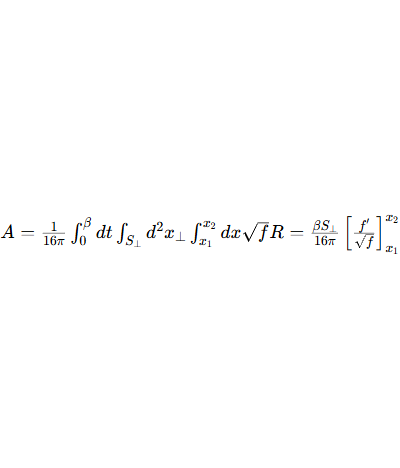 $A = \frac{1}{16\pi} \int_0^\beta dt \int_{S_\perp} d^2x_\perp \int_{x_1}^{x_2} dx \sqrt{f} R = \frac{\beta S_\perp}{16\pi} \left[ \frac{f'}{\sqrt{f}} \right]_{x_1}^{x_2}$